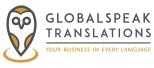 GLOBALSPEAK
TRANSLATIONS
YOUR BUSINESS IN EVERY LANGUAGE